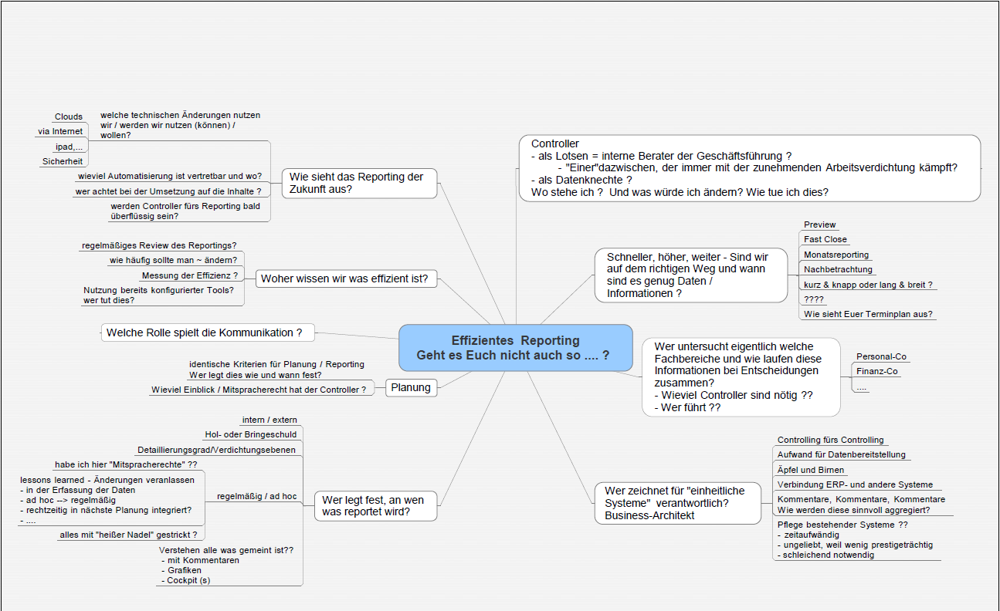 Effizientes Reporting
Geht es Euch nicht auch so .... ?
Controller
- als Lotsen = interne Berater der Geschäftsführung ?
- "Einer"dazwischen, der immer mit der zunehmenden Arbeitsverdichtung kämpft?
- als Datenknechte ?
Wo stehe ich ? Und was würde ich ändern? Wie tue ich dies?
Schneller, höher, weiter - Sind wir
auf dem richtigen Weg und wann
sind es genug Daten /
Informationen ?
Preview
Fast Close
Monatsreporting
Nachbetrachtung
kurz & knapp oder lang & breit ?
????
Wie sieht Euer Terminplan aus?
Wer untersucht eigentlich welche
Fachbereiche und wie laufen diese
Informationen bei Entscheidungen
zusammen?
- Wieviel Controller sind nötig ??
- Wer führt ??
Personal-Co
Finanz-Co
....
Wer zeichnet für "einheitliche
Systeme" verantwortlich?
Business-Architekt
Controlling fürs Controlling
Aufwand für Datenbereitstellung
Äpfel und Birnen
Verbindung ERP- und andere Systeme
Kommentare, Kommentare, Kommentare
Wie werden diese sinnvoll aggregiert?
Pflege bestehender Systeme ??
- zeitaufwändig
- ungeliebt, weil wenig prestigeträchtig
- schleichend notwendig
Wie sieht das Reporting der
Zukunft aus?
welche technischen Änderungen nutzen
wir / werden wir nutzen (können) /
wollen?
Clouds
via Internet
ipad,...
Sicherheit
wieviel Automatisierung ist vertretbar und wo?
wer achtet bei der Umsetzung auf die Inhalte ?
werden Controller fürs Reporting bald
überflüssig sein?
Woher wissen wir was effizient ist?
regelmäßiges Review des Reportings?
wie häufig sollte man ~ ändern?
Messung der Effizienz ?
Nutzung bereits konfigurierter Tools?
wer tut dies?
Welche Rolle spielt die Kommunikation ?
Planung
identische Kriterien für Planung / Reporting
Wer legt dies wie und wann fest?
Wieviel Einblick / Mitspracherecht hat der Controller ?
Wer legt fest, an wen
was reportet wird?
intern / extern
Hol- oder Bringeschuld
Detaillierungsgrad/Verdichtungsebenen
regelmäßig / ad hoc
habe ich hier "Mitspracherechte" ??
lessons learned - Änderungen veranlassen
- in der Erfassung der Daten
- ad hoc --> regelmäßig
- rechtzeitig in nächste Planung integriert?
- ....
alles mit "heißer Nadel" gestrickt ?
Verstehen alle was gemeint ist??
- mit Kommentaren
- Grafiken
- Cockpit (s)